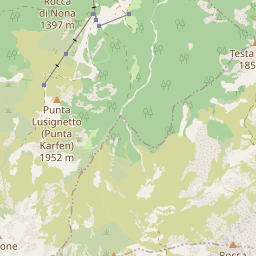 Rocca
di Nona
1397 m
Testa
185
Punta
Lusignetto
(Punta
Karfen)
1952 m
one
Rocca